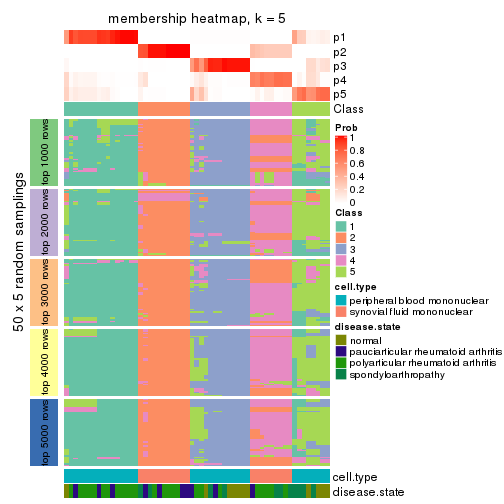 membership heatmap, k = 5
p1
p2
p3
p4
p5
Class
50 x 5 random samplings
top 1000 rows
top 2000 rows
top 3000 rows
top 4000 rows
top 5000 rows
cell.type
disease.state
Prob
1
0.8
0.6
0.4
0.2
0
Class
1
2
3
4
5
cell.type
peripheral blood mononuclear
synovial fluid mononuclear
disease.state
normal
pauciarticular rheumatoid arthritis
polyarticular rheumatoid arthritis
spondyloarthropathy